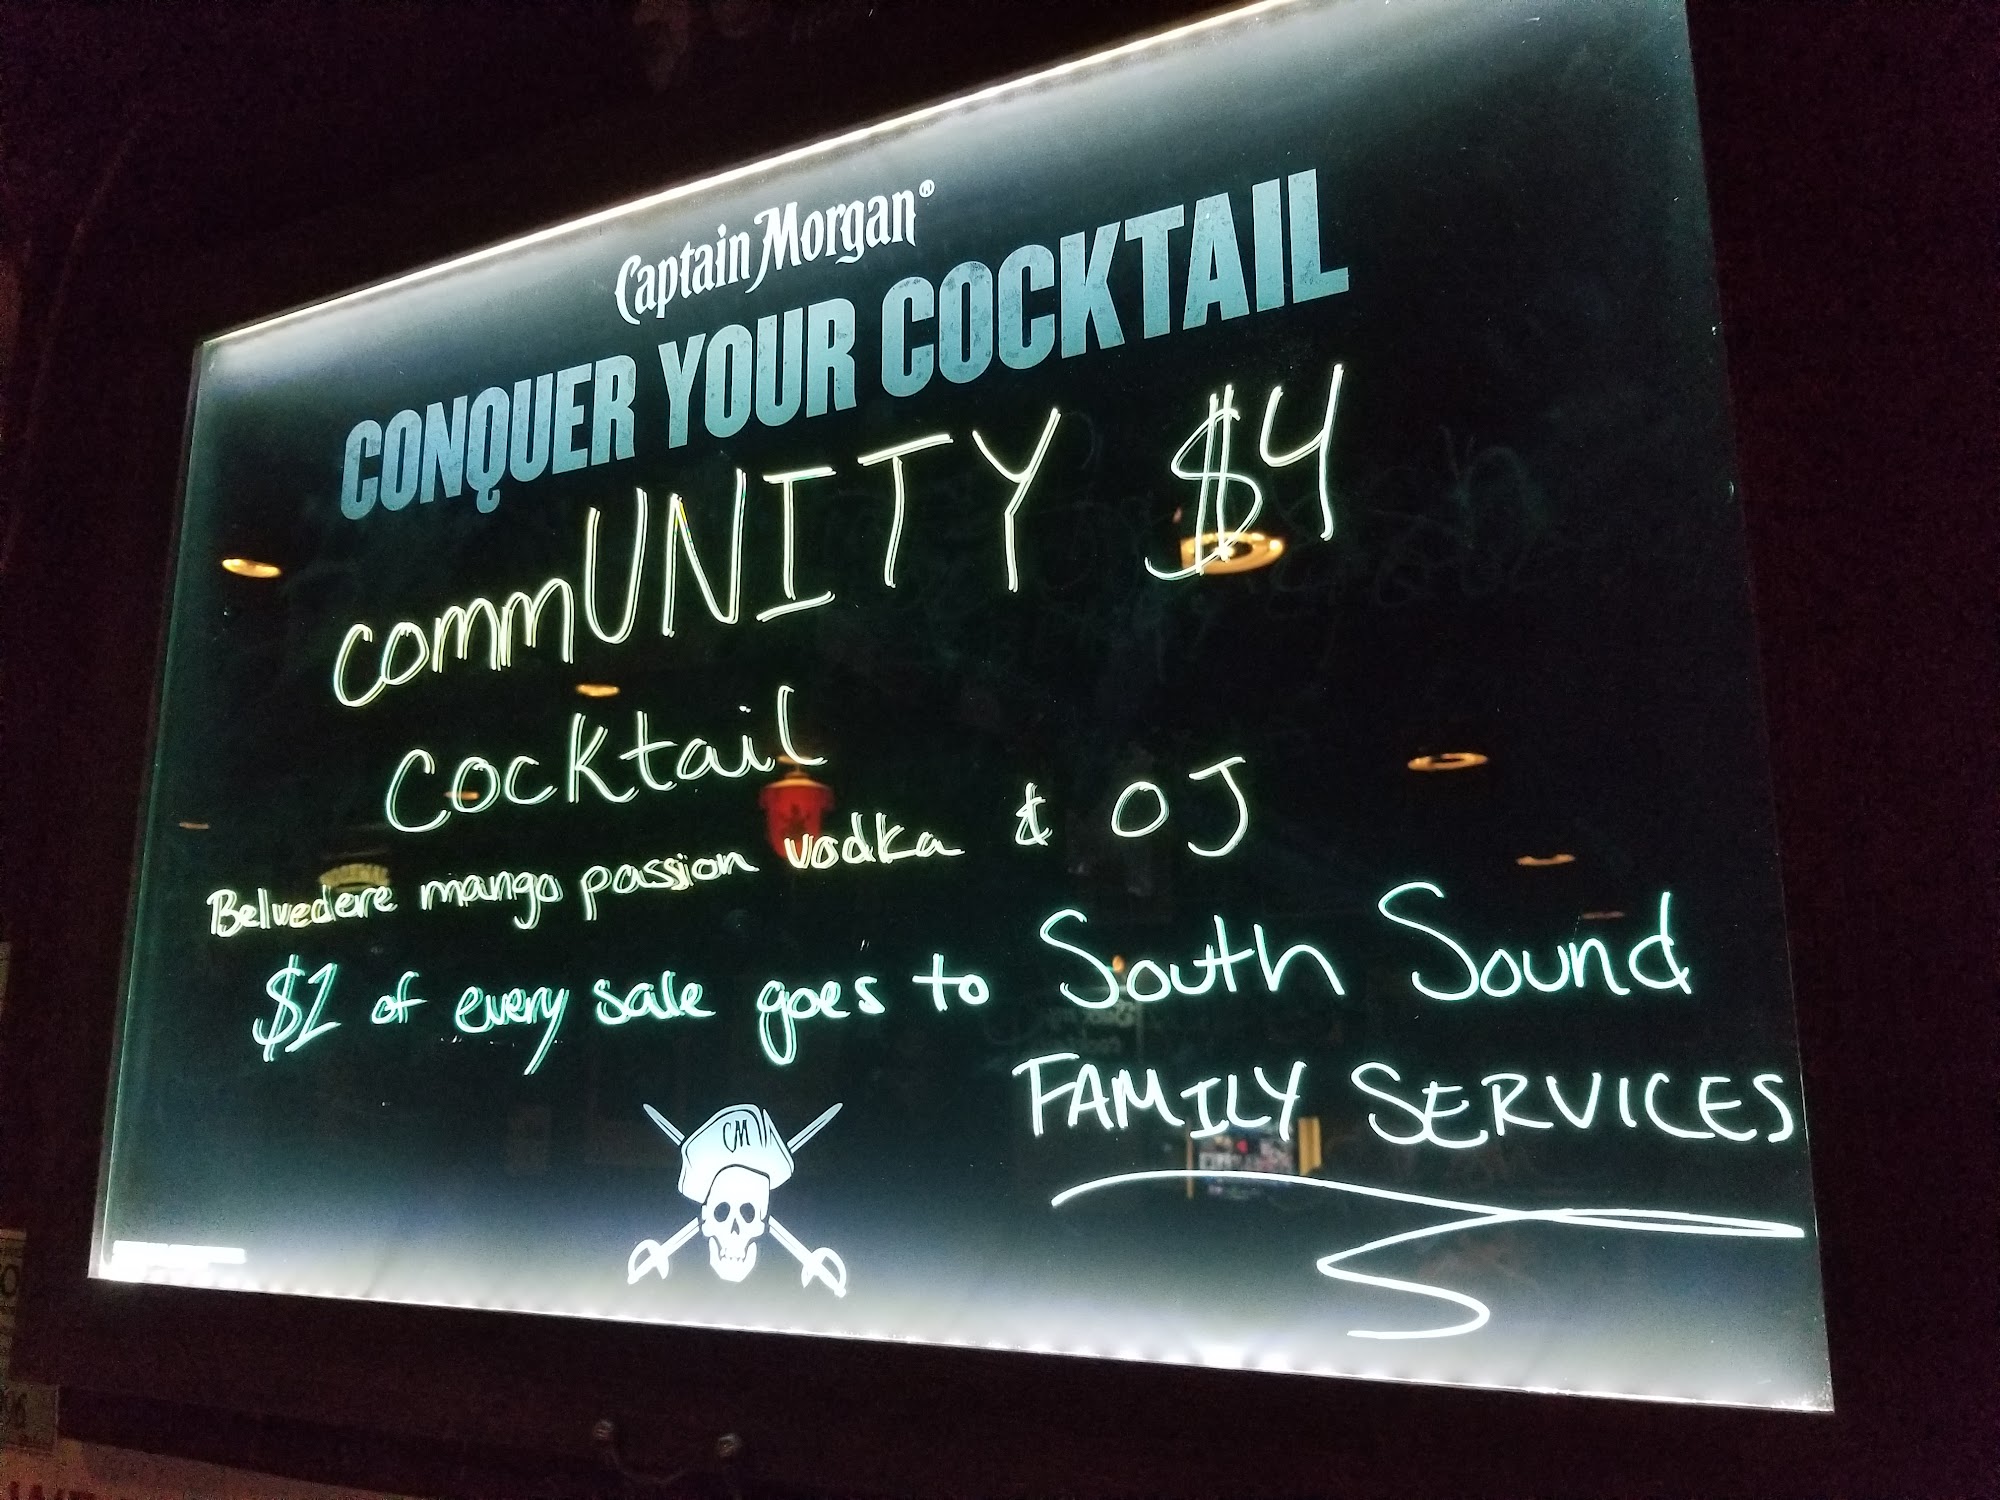 Captain Morgan®
CONQUER YOUR COCKTAIL
commUNITY $4
Cocktail
Belvedere mango passion vodka & OJ
$1 of every sale goes to South Sound
FAMILY SERVICES
CM